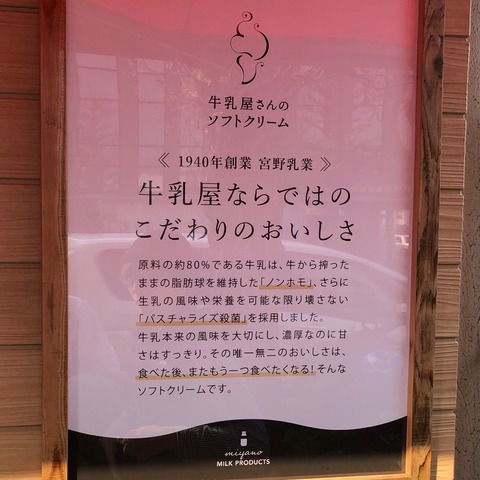 牛乳屋さんの
ソフトクリーム
《 1940年創業 宮野乳業 》
牛乳屋ならではの
こだわりのおいしさ
原料の約80%である牛乳は、牛から搾った
ままの脂肪球を維持した「ノンホモ」、さらに
生乳の風味や栄養を可能な限り壊さない
「パスチャライズ殺菌」を採用しました。
牛乳本来の風味を大切にし、濃厚なのに甘
さはすっきり。その唯一無二のおいしさは、
食べた後、またもう一つ食べたくなる!そんな
ソフトクリームです。
miyano
MILK PRODUCTS